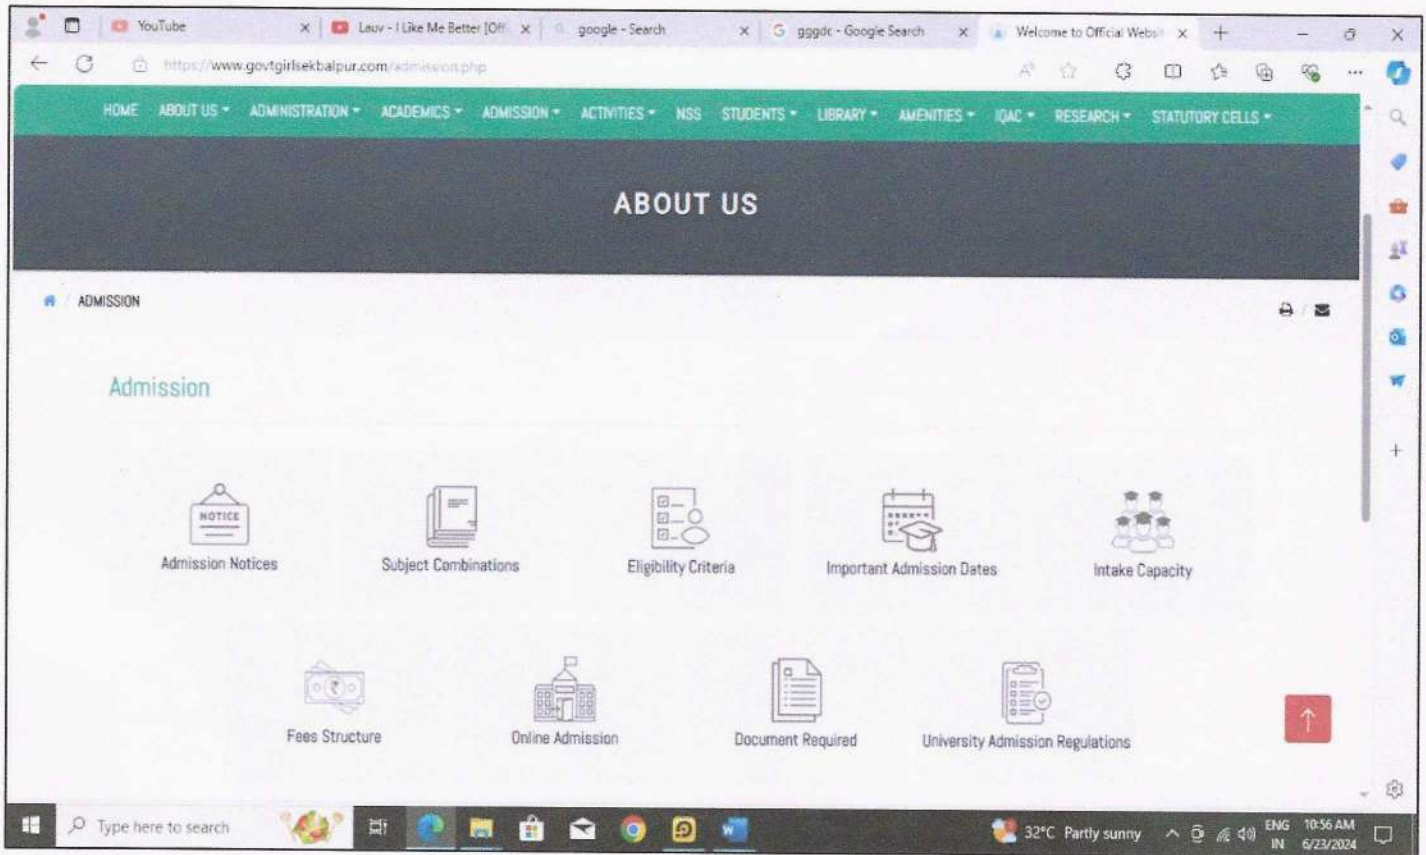 YouTube
Lauv - I Like Me Better [Off
google - Search
gggdc - Google Search
Welcome to Official Websit
https://www.govtgirlsekbalpur.com/admission.php
HOME ABOUT US ADMINISTRATION ACADEMICS ADMISSION ACTIVITIES NSS STUDENTS LIBRARY AMENITIES IQAC RESEARCH STATUTORY CELLS
ABOUT US
/ ADMISSION
/
Admission
NOTICE
Admission Notices
Subject Combinations
Eligibility Criteria
Important Admission Dates
Intake Capacity
₹
Fees Structure
Online Admission
Document Required
University Admission Regulations
Type here to search
32°C Partly sunny
ENG
IN
10:56 AM
6/23/2024